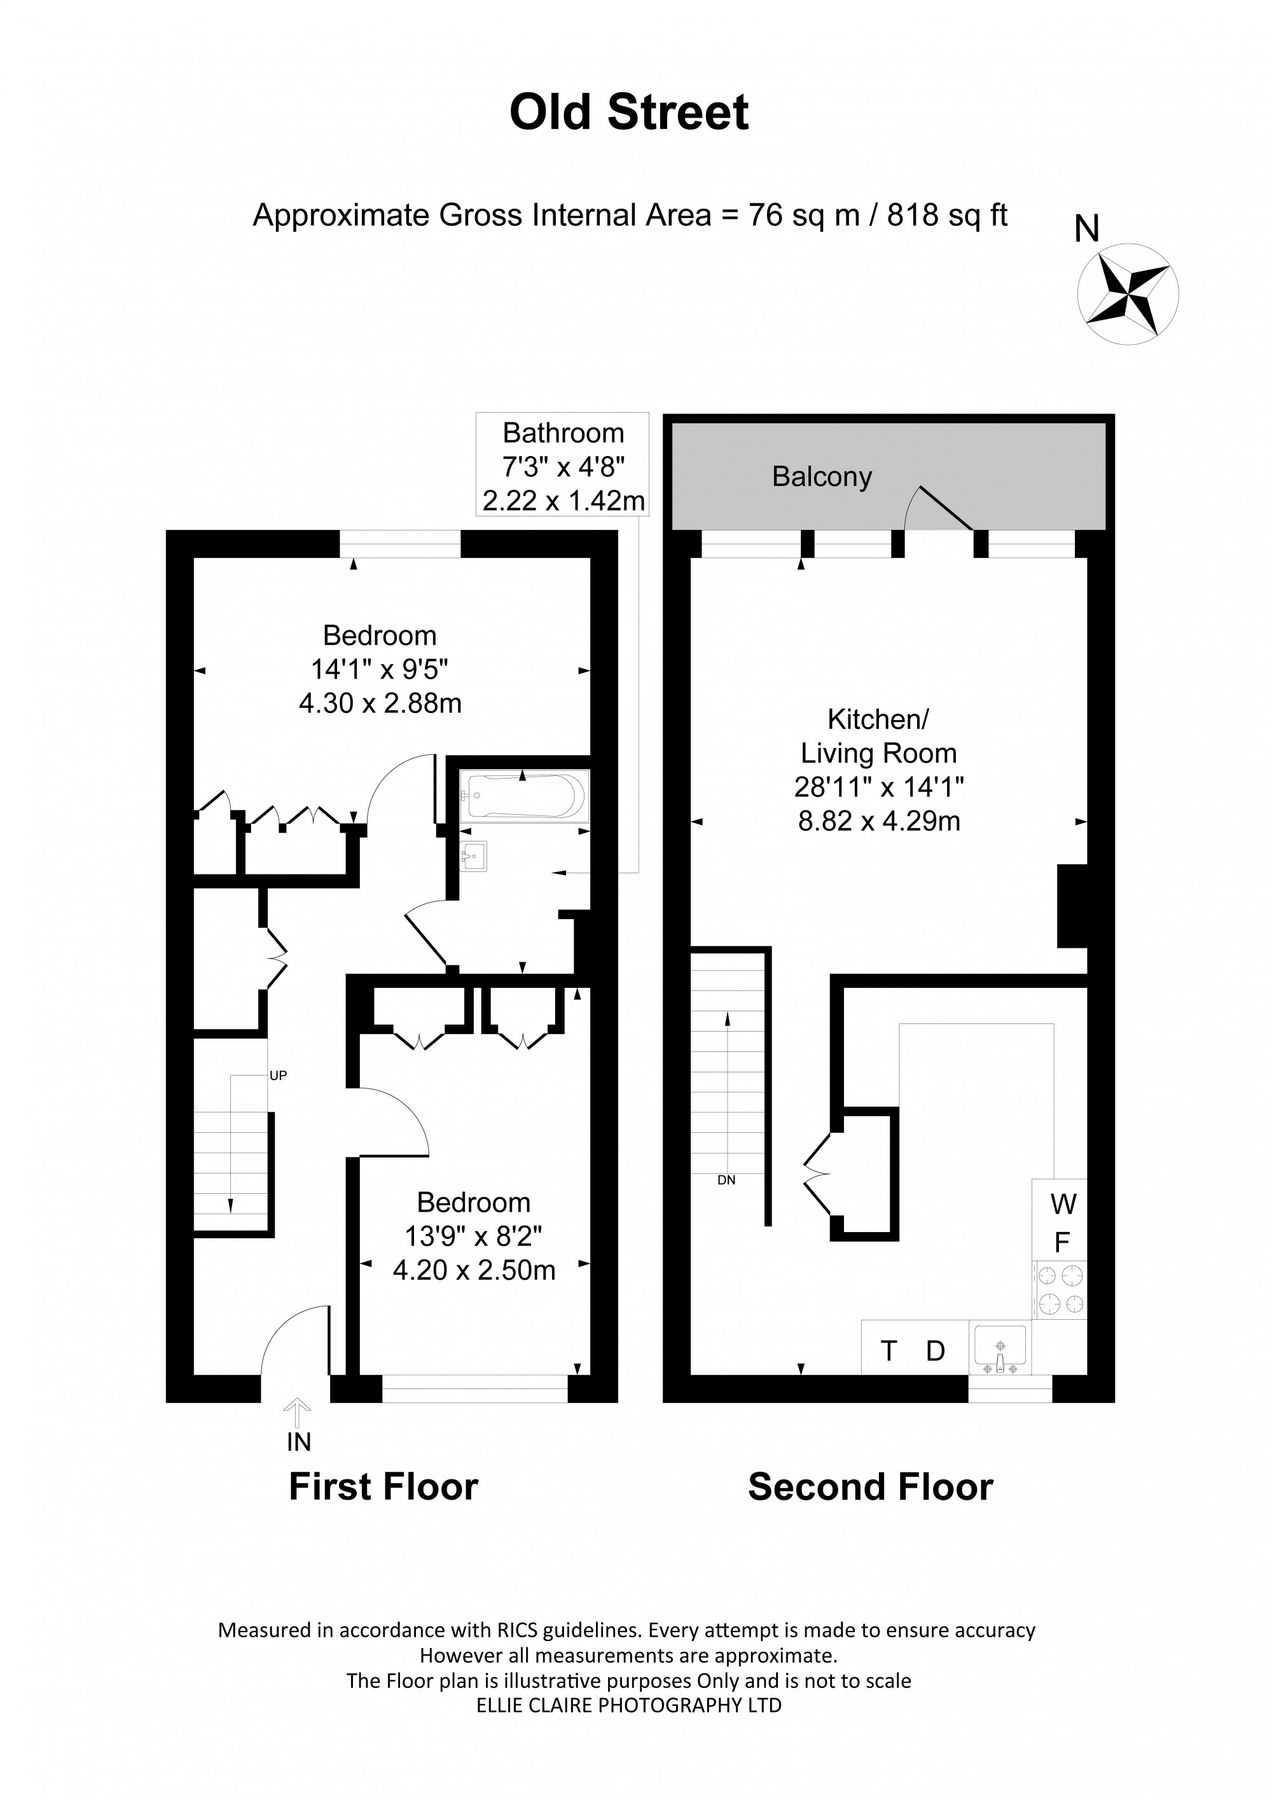 Old Street
Approximate Gross Internal Area = 76 sq m / 818 sq ft
N
Bathroom
7'3" x 4'8"
2.22 x 1.42m
Balcony
Bedroom
14'1" x 9'5"
4.30 x 2.88m
Kitchen/
Living Room
28'11" x 14'1"
8.82 x 4.29m
UP
DN
Bedroom
13'9" x 8'2"
4.20 x 2.50m
W
F
T D
IN
First Floor
Second Floor
Measured in accordance with RICS guidelines. Every attempt is made to ensure accuracy
However all measurements are approximate.
The Floor plan is illustrative purposes Only and is not to scale
ELLIE CLAIRE PHOTOGRAPHY LTD